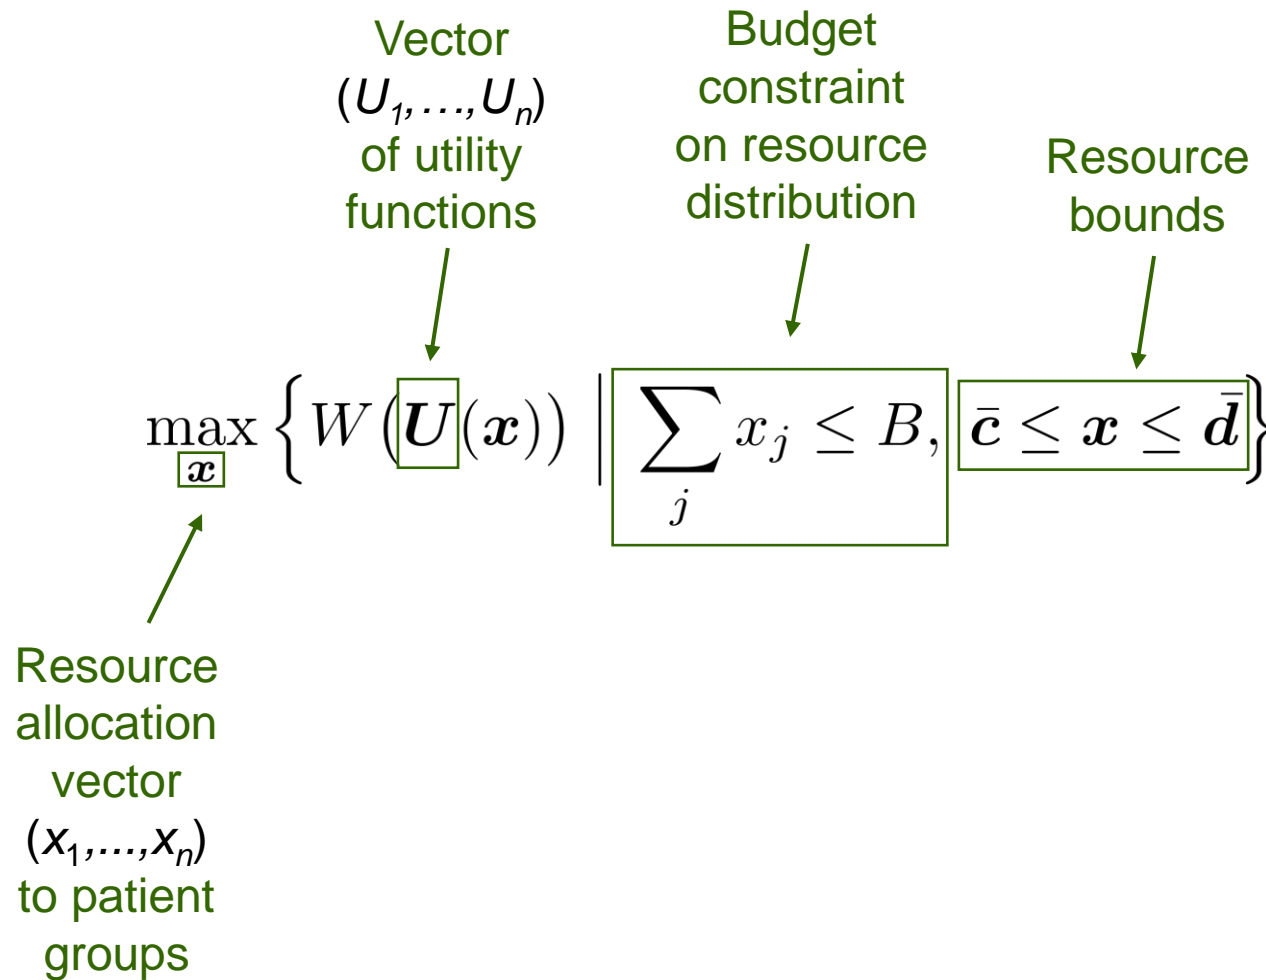 Vector
(U₁,…,Uₙ)
of utility
functions
Budget
constraint
on resource
distribution
Resource
bounds
max { W(U(x)) | ∑ x_j ≤ B, c̄ ≤ x ≤ d̄ }
x
j
Resource
allocation
vector
(x₁,...,xₙ)
to patient
groups